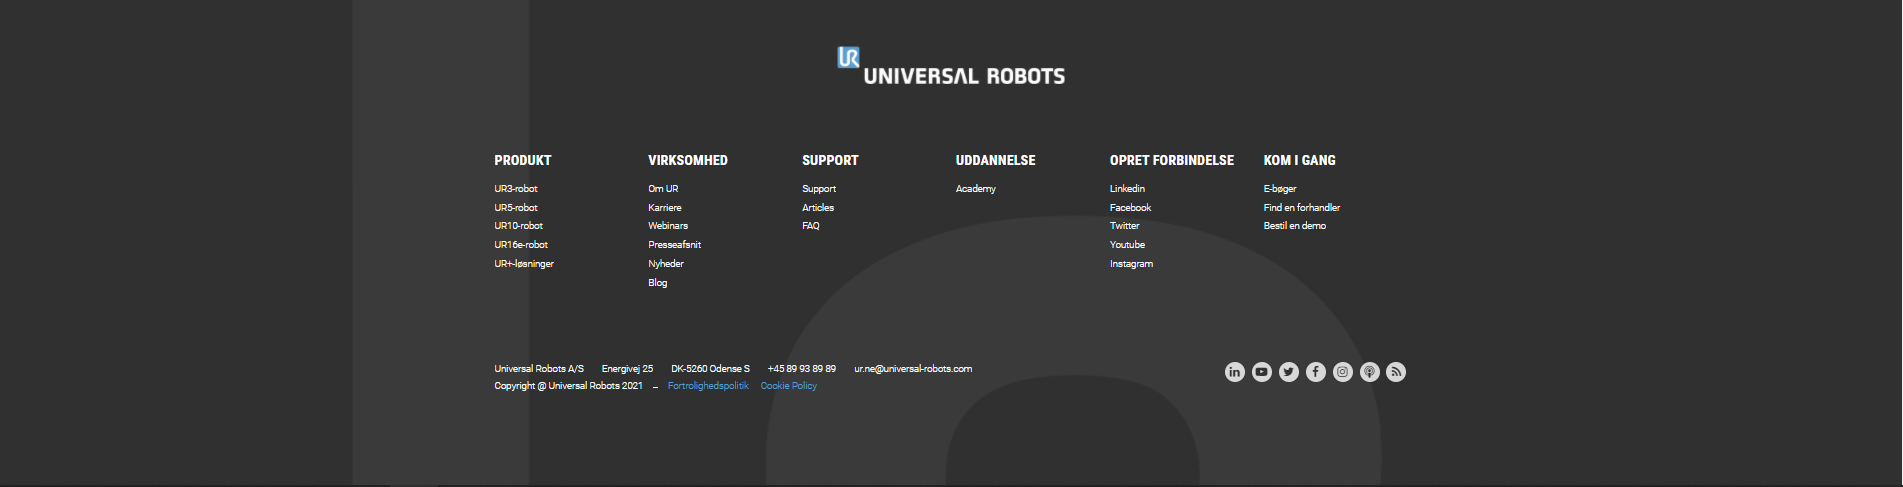 UR
UNIVERSAL ROBOTS
PRODUKT
UR3-robot
UR5-robot
UR10-robot
UR16e-robot
UR+-løsninger
VIRKSOMHED
Om UR
Karriere
Webinars
Presseafsnit
Nyheder
Blog
SUPPORT
Support
Articles
FAQ
UDDANNELSE
Academy
OPRET FORBINDELSE
Linkedin
Facebook
Twitter
Youtube
Instagram
KOM I GANG
E-bøger
Find en forhandler
Bestil en demo
Universal Robots A/S Energivej 25 DK-5260 Odense S +45 89 93 89 89 ur.ne@universal-robots.com
Copyright @ Universal Robots 2021 – Fortrolighedspolitik Cookie Policy